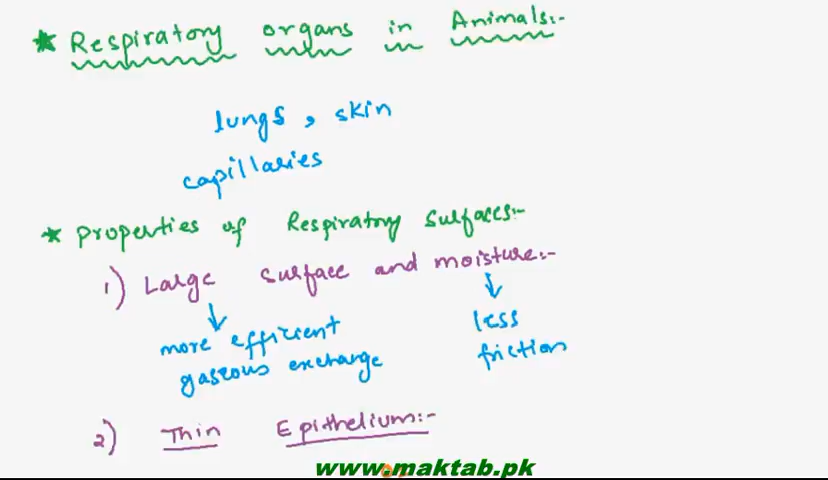 * Respiratory organs in Animals:-
lungs, skin
capillaries
* Properties of Respiratory Surfaces:-
1) Large surface and moisture:-
more efficient
gaseous exchange
less
friction
2) Thin Epithelium:-
www.maktab.pk